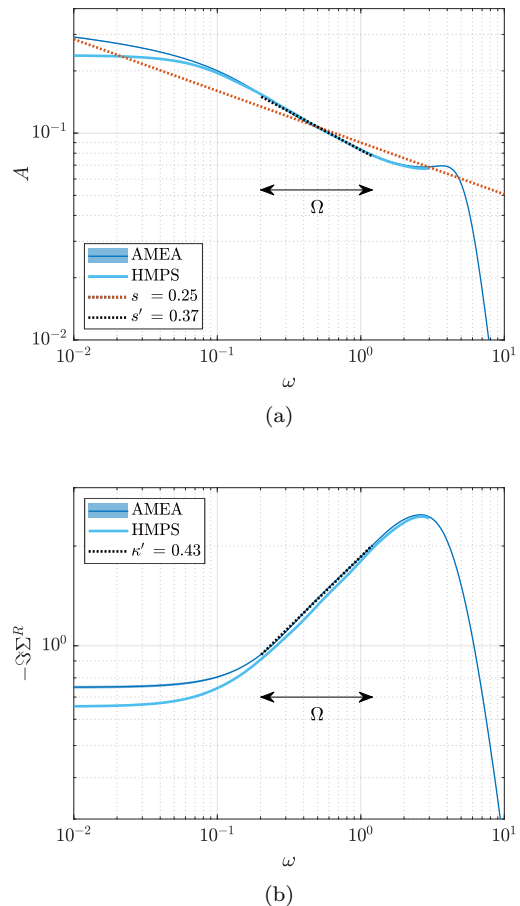 A
10^{-1}
10^{-2}
Ω
AMEA
HMPS
s = 0.25
s′ = 0.37
10^{-2} 10^{-1} 10^{0} 10^{1}
ω
(a)
AMEA
HMPS
κ′ = 0.43
−ℑΣ^R
10^{0}
Ω
10^{-2} 10^{-1} 10^{0} 10^{1}
ω
(b)